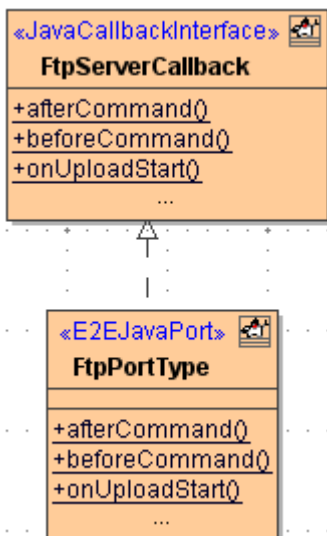 «JavaCallbackInterface»
FtpServerCallback
+afterCommand()
+beforeCommand()
+onUploadStart()
...
«E2EJavaPort»
FtpPortType
+afterCommand()
+beforeCommand()
+onUploadStart()
...